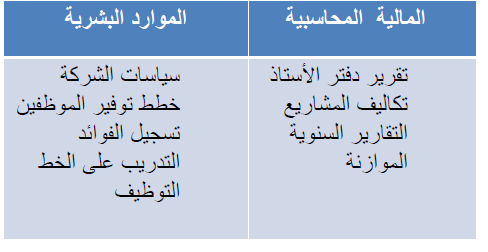 المالية المحاسبية
الموارد البشرية
تقرير دفتر الأستاذ
تكاليف المشاريع
التقارير السنوية
الموازنة
سياسات الشركة
خطط توفير الموظفين
تسجيل الفوائد
التدريب على الخط
التوظيف